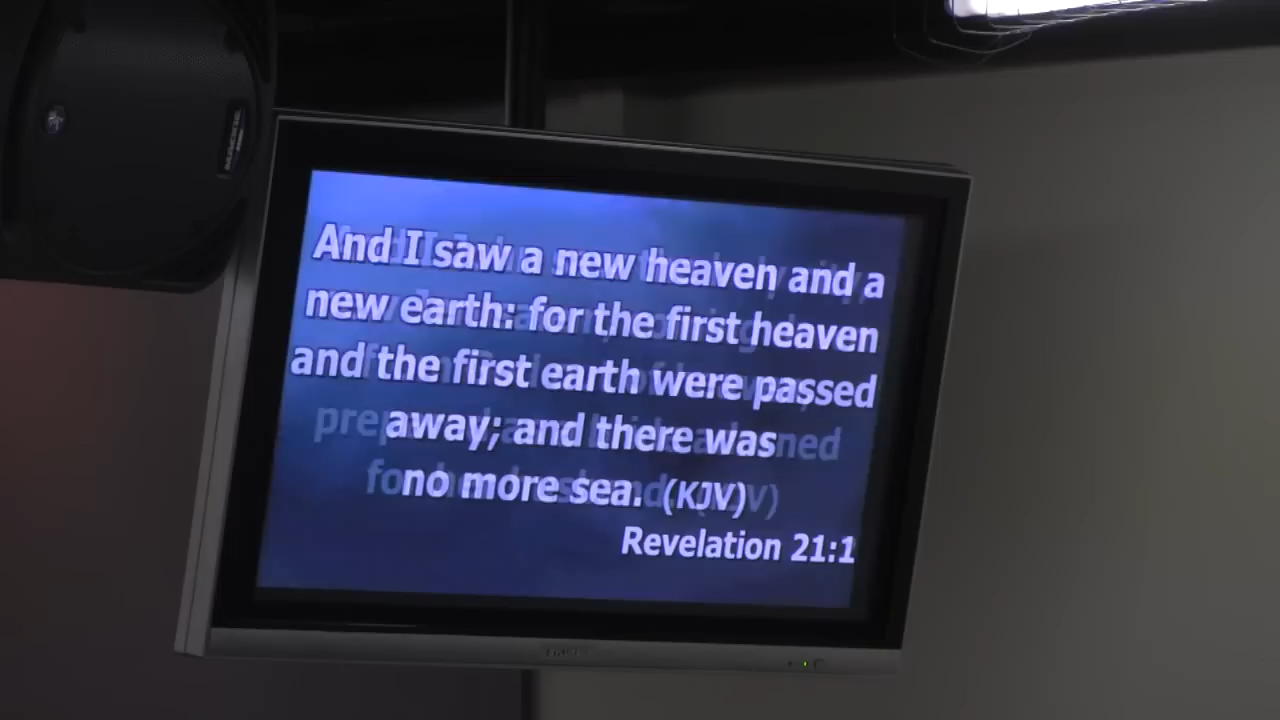 And I saw a new heaven and a
new earth: for the first heaven
and the first earth were passed
away; and there was
no more sea. (KJV)
Revelation 21:1
MACKIE